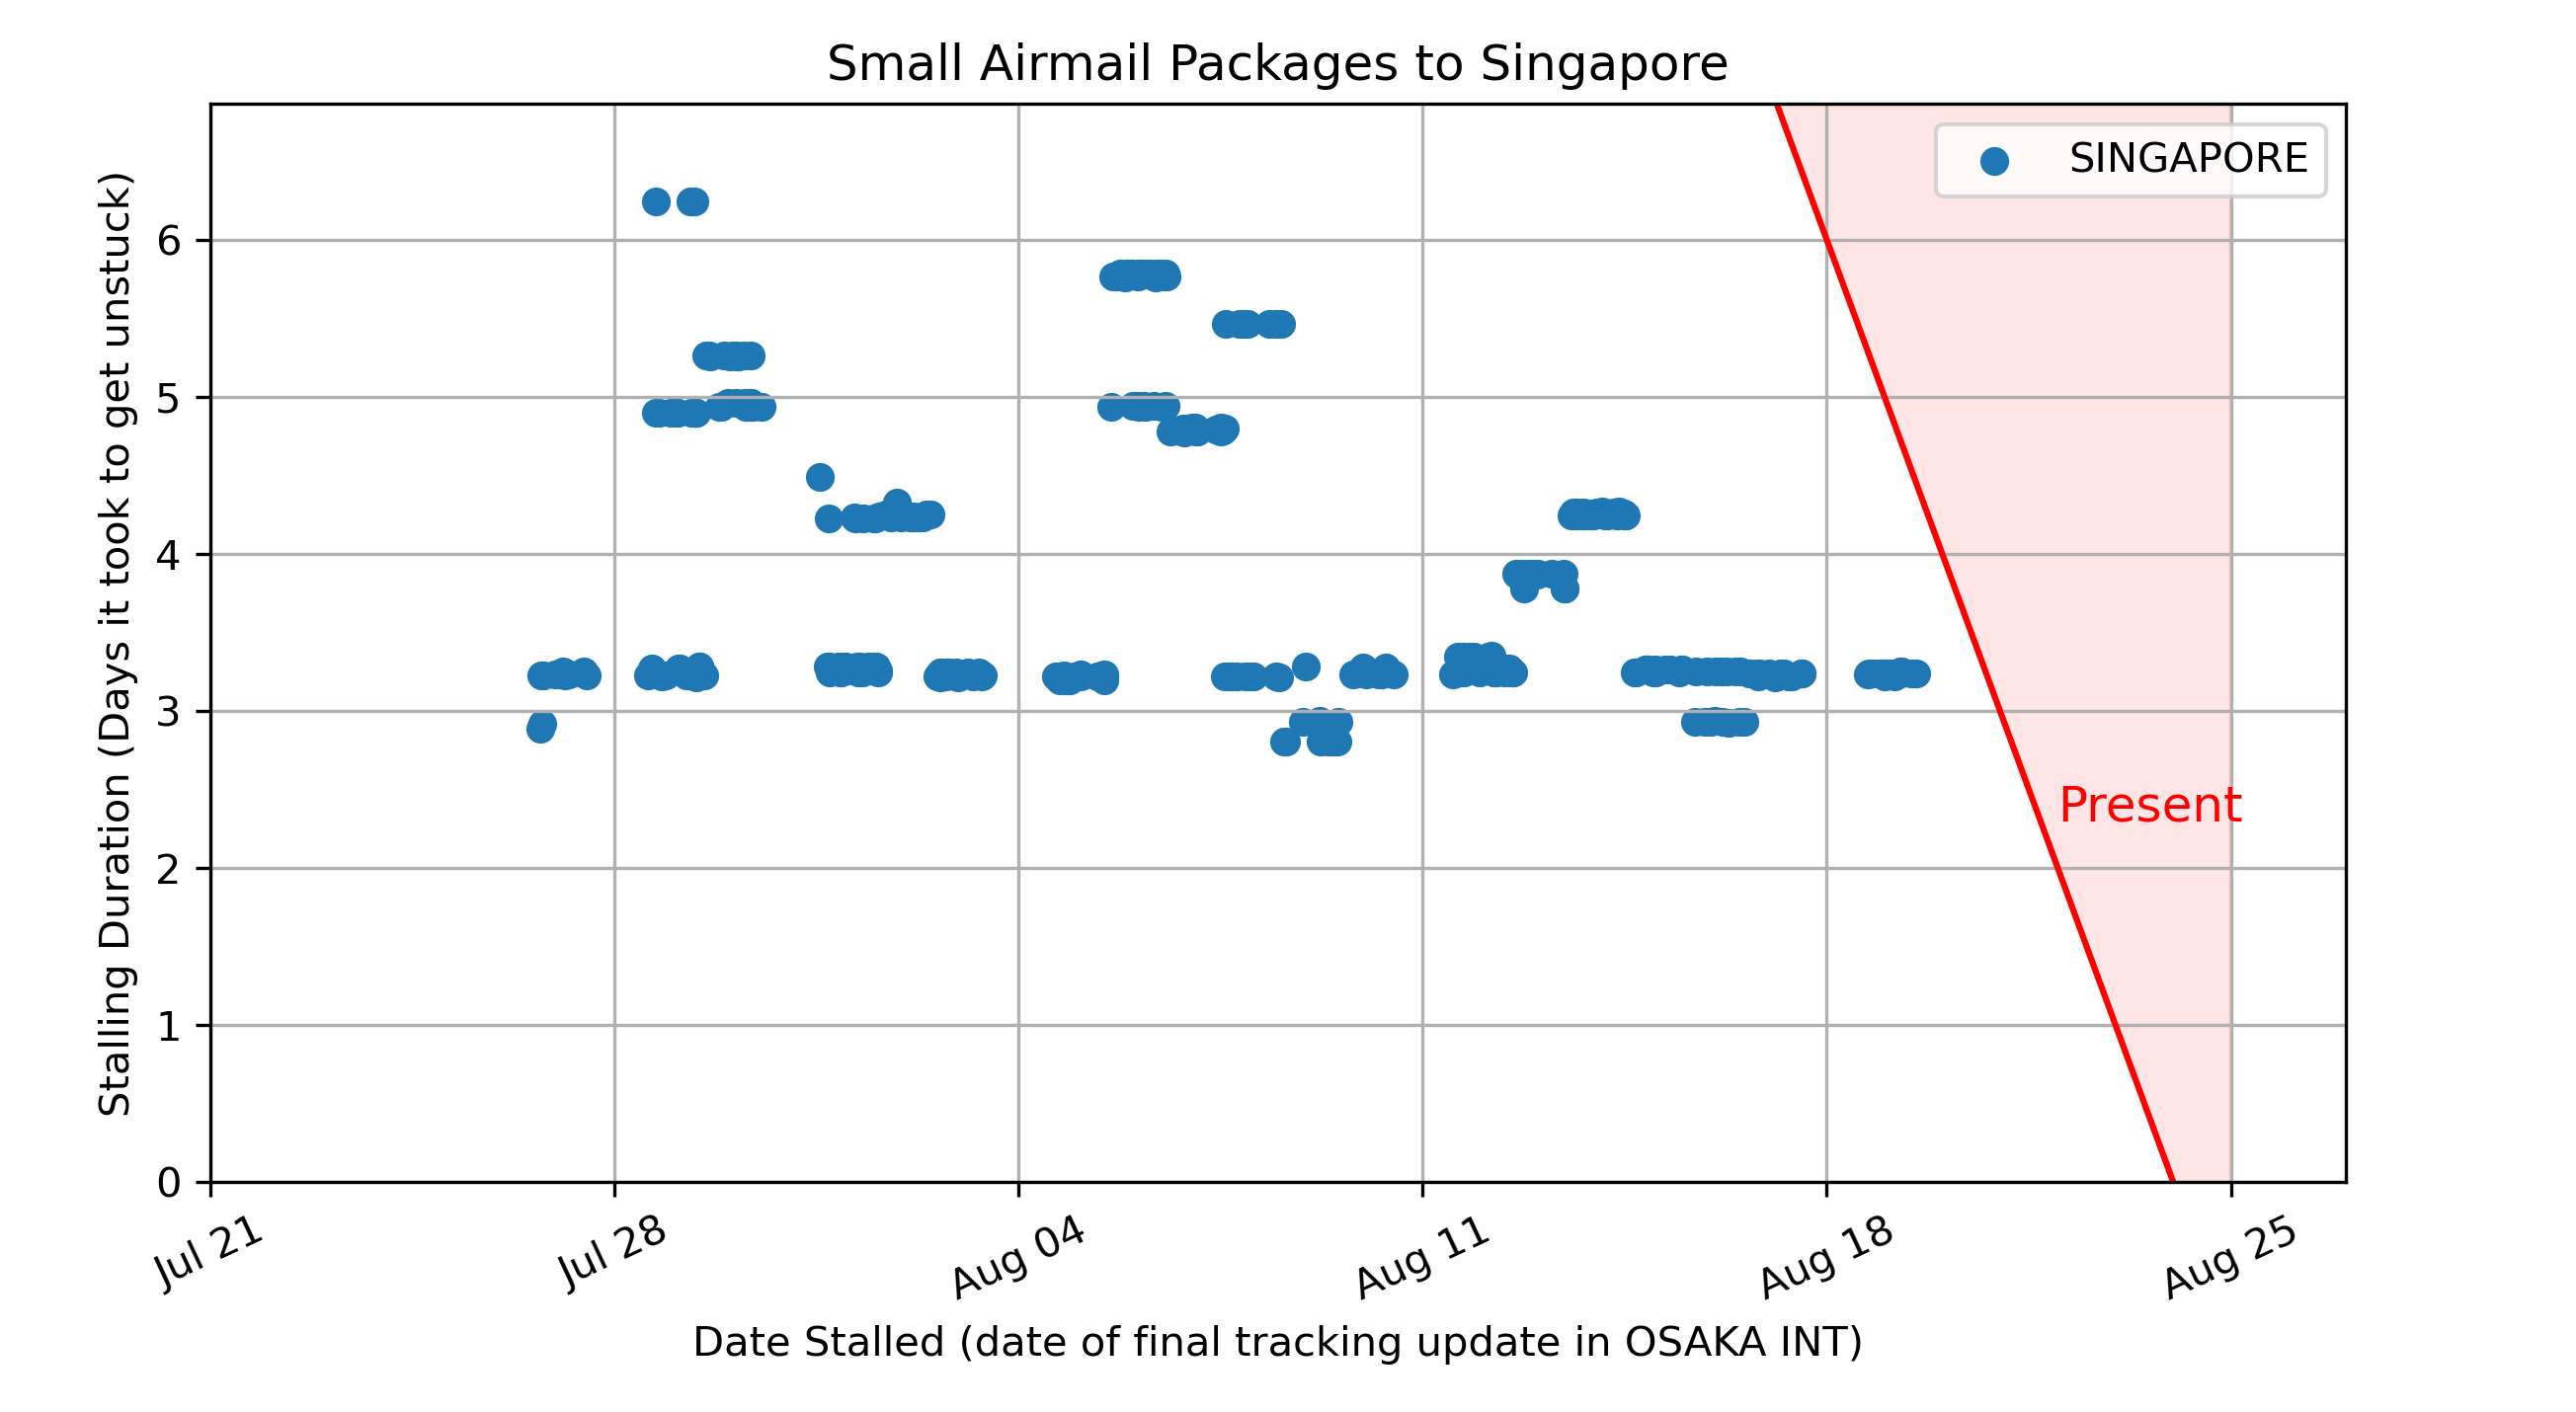 Small Airmail Packages to Singapore
SINGAPORE
Stalling Duration (Days it took to get unstuck)
6
5
4
3
2
1
0
Present
Jul 21
Jul 28
Aug 04
Aug 11
Aug 18
Aug 25
Date Stalled (date of final tracking update in OSAKA INT)